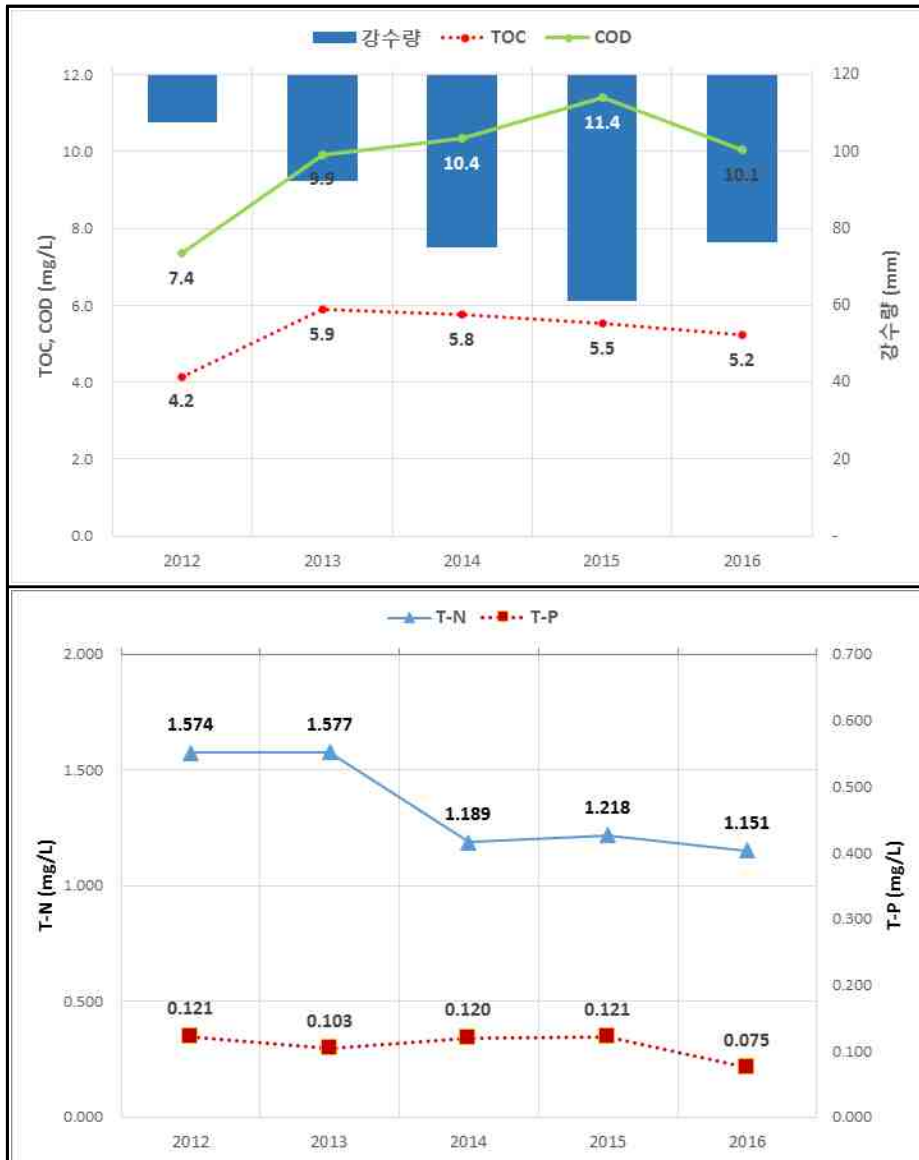 강수량 TOC COD
12.0 120
10.0 100
8.0 80
6.0 60
4.0 40
2.0 20
0.0 -
TOC, COD (mg/L)
강수량 (mm)
7.4 9.9 10.4 11.4 10.1
4.2 5.9 5.8 5.5 5.2
2012 2013 2014 2015 2016
T-N T-P
2.000 0.700
0.600
1.500 0.500
0.400
1.000 0.300
0.200
0.500 0.100
0.000 0.000
T-N (mg/L)
T-P (mg/L)
1.574 1.577 1.189 1.218 1.151
0.121 0.103 0.120 0.121 0.075
2012 2013 2014 2015 2016